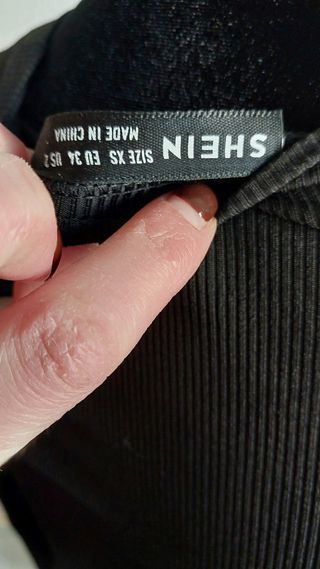 SHEIN
SIZE XS EU 34 US 2
MADE IN CHINA